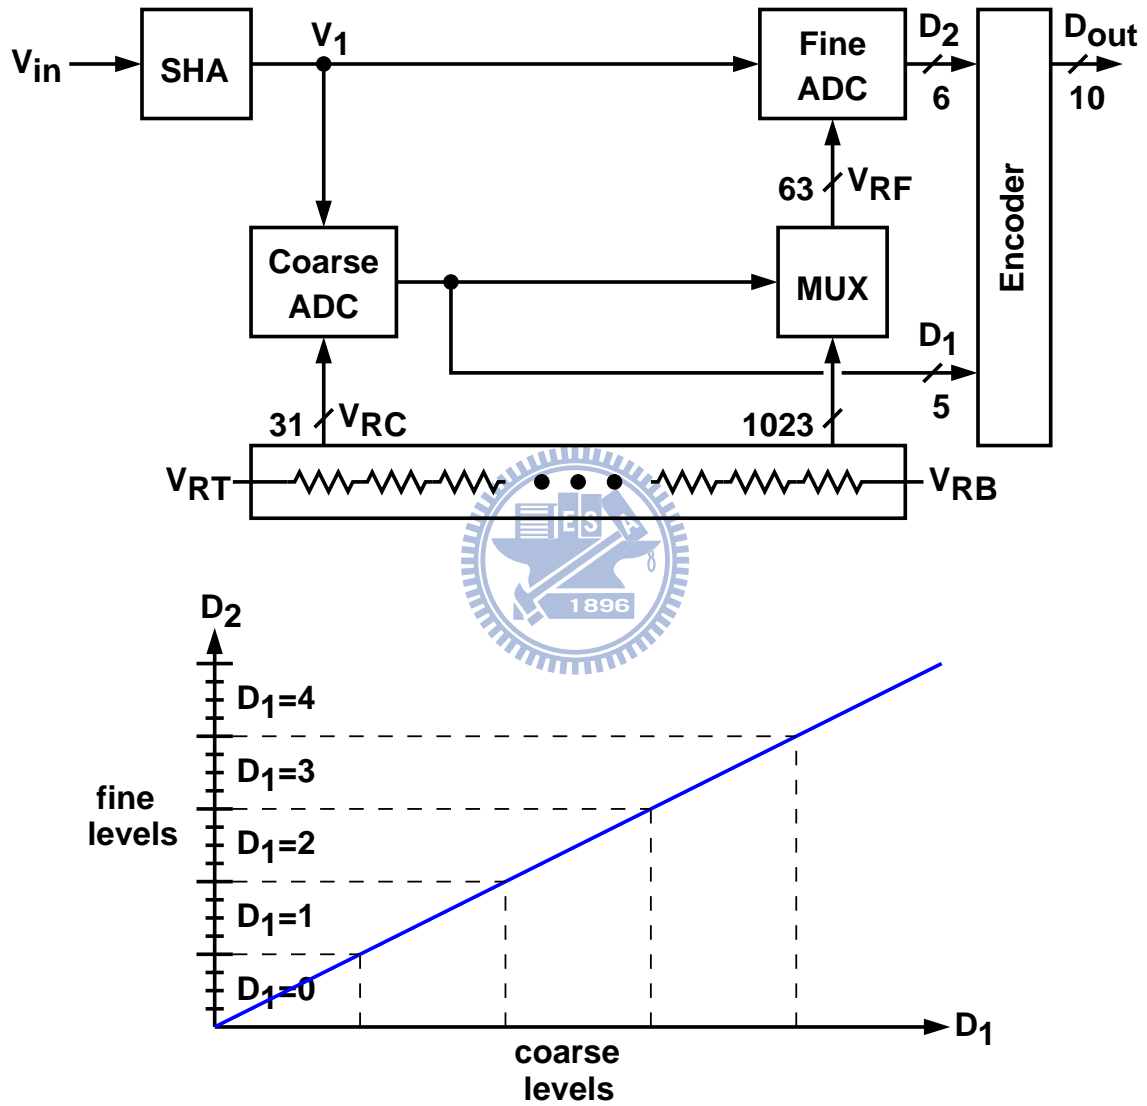 Vin
SHA
V1
Fine
ADC
D2
6
Dout
10
Encoder
63
VRF
Coarse
ADC
MUX
D1
5
31
VRC
1023
VRT
VRB
E S A
1896
D2
D1=4
D1=3
fine
levels
D1=2
D1=1
D1=0
D1
coarse
levels